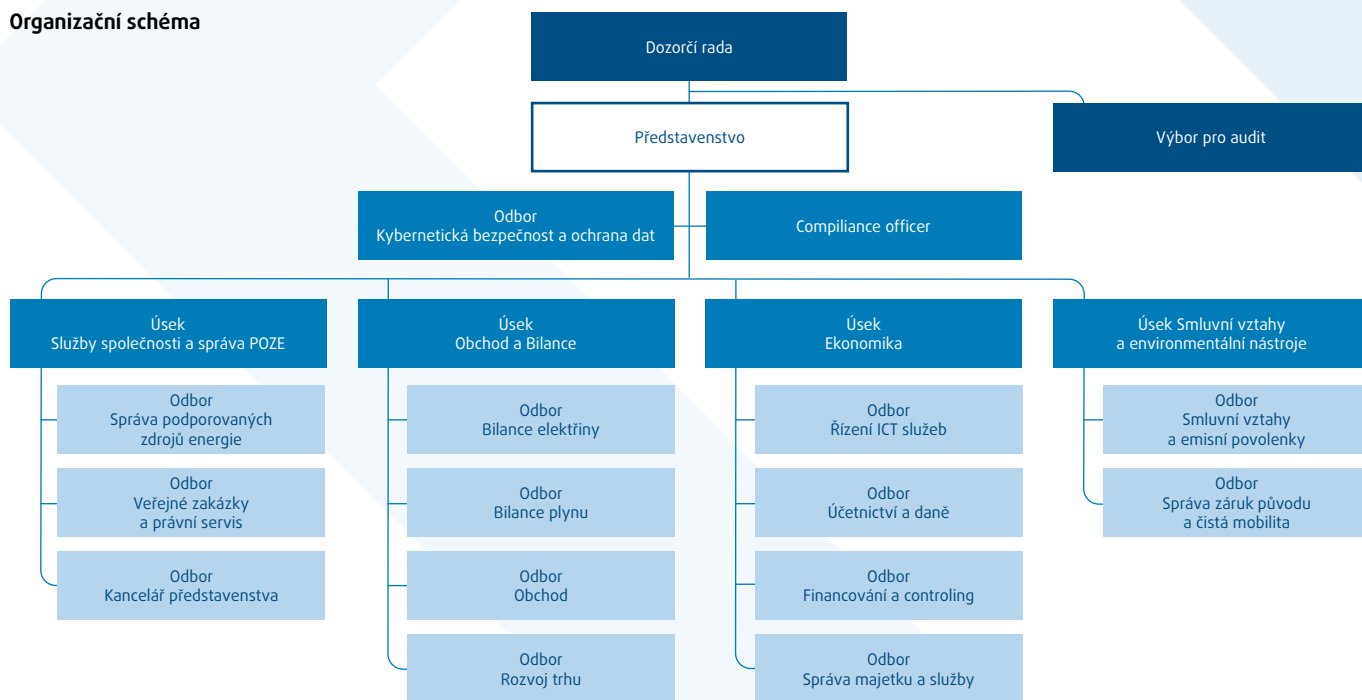 Organizační schéma
Dozorčí rada
Představenstvo
Výbor pro audit
Odbor
Kybernetická bezpečnost a ochrana dat
Compiliance officer
Úsek
Služby společnosti a správa POZE
Úsek
Obchod a Bilance
Úsek
Ekonomika
Úsek Smluvní vztahy
a environmentální nástroje
Odbor
Správa podporovaných
zdrojů energie
Odbor
Bilance elektřiny
Odbor
Řízení ICT služeb
Odbor
Smluvní vztahy
a emisní povolenky
Odbor
Veřejné zakázky
a právní servis
Odbor
Bilance plynu
Odbor
Účetnictví a daně
Odbor
Správa záruk původu
a čistá mobilita
Odbor
Kancelář představenstva
Odbor
Obchod
Odbor
Financování a controling
Odbor
Rozvoj trhu
Odbor
Správa majetku a služby